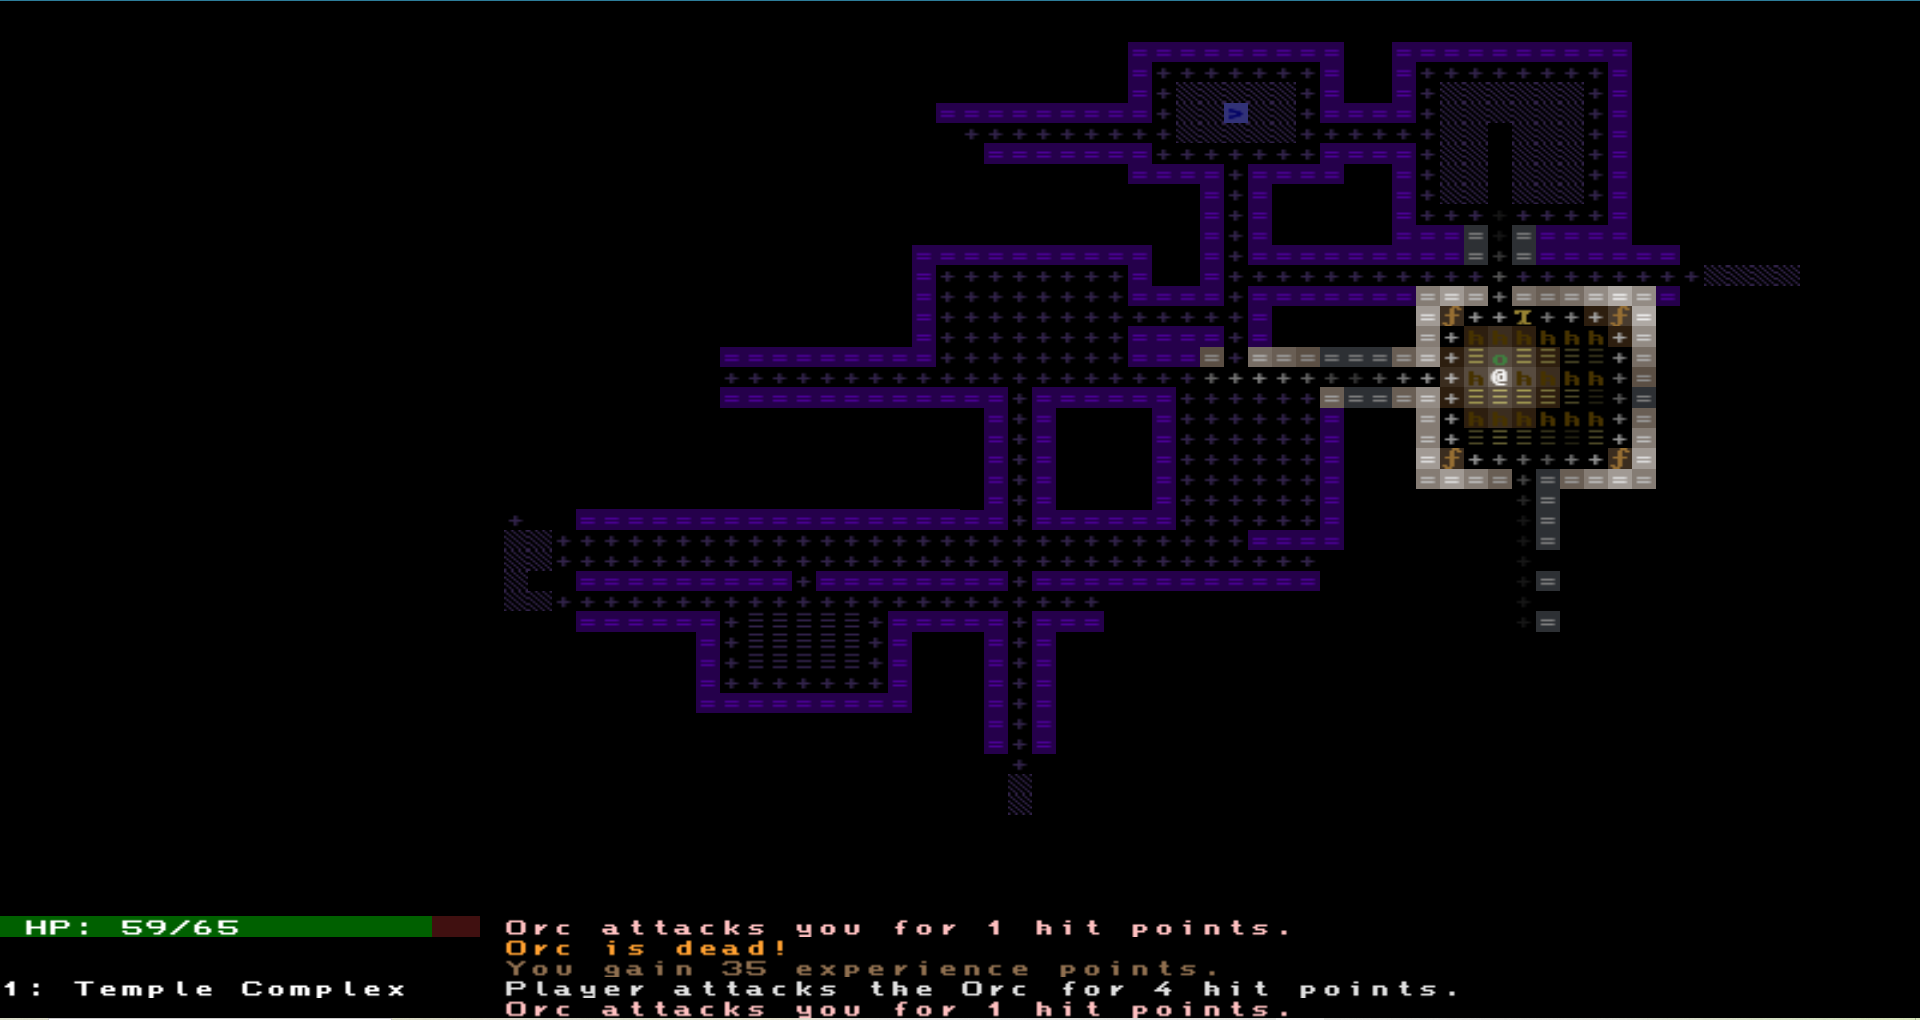 HP: 59/65
1: Temple Complex
Orc attacks you for 1 hit points.
Orc is dead!
You gain 35 experience points.
Player attacks the Orc for 4 hit points.
Orc attacks you for 1 hit points.